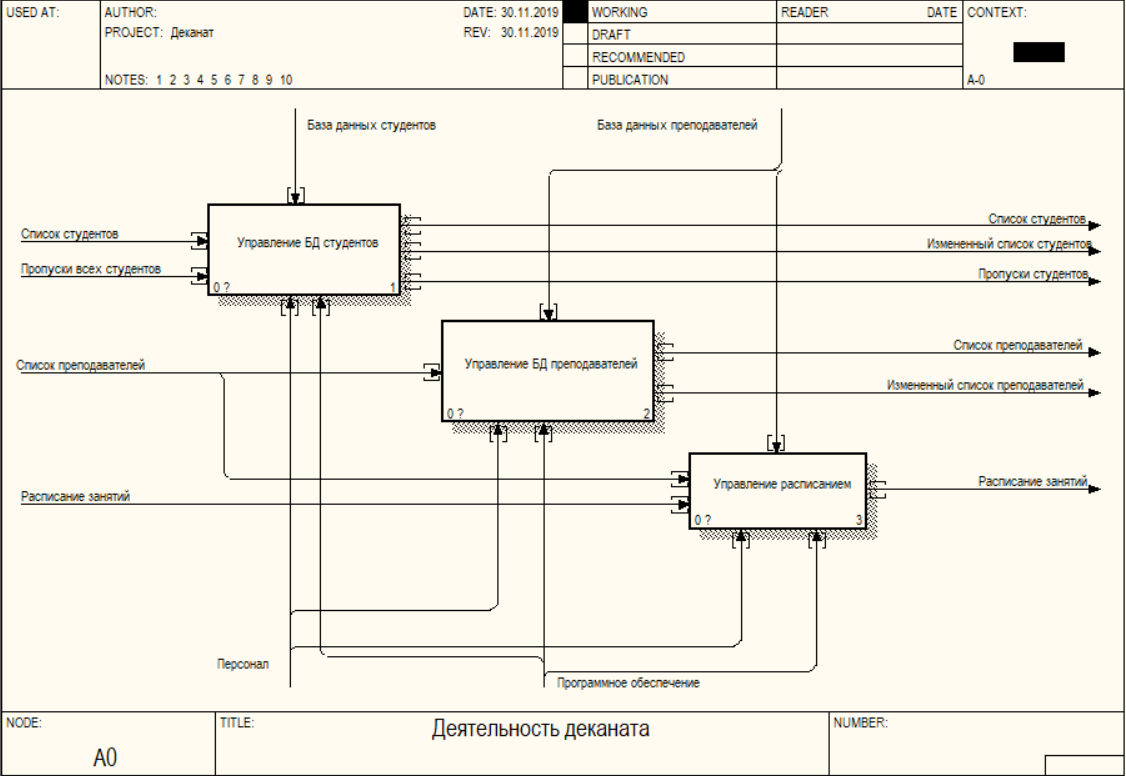 USED AT:
AUTHOR:
DATE: 30.11.2019
PROJECT: Деканат
REV: 30.11.2019
NOTES: 1 2 3 4 5 6 7 8 9 10
WORKING
DRAFT
RECOMMENDED
PUBLICATION
READER
DATE
CONTEXT:
A-0
База данных студентов
База данных преподавателей
Список студентов
Пропуски всех студентов
Управление БД студентов
0 ?
1
Список студентов
Измененный список студентов
Пропуски студентов
Список преподавателей
Управление БД преподавателей
0 ?
2
Список преподавателей
Измененный список преподавателей
Расписание занятий
Управление расписанием
0 ?
3
Расписание занятий
Персонал
Программное обеспечение
NODE:
A0
TITLE:
Деятельность деканата
NUMBER: